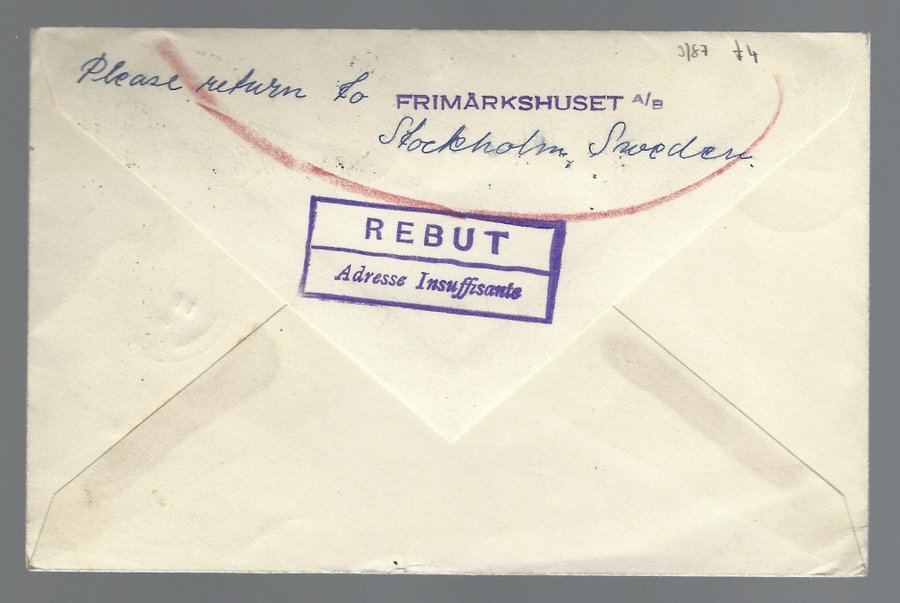 3/87 74
Please return to FRIMÄRKSHUSET A/B
Stockholm, Sweden.
REBUT
Adresse Insuffisante